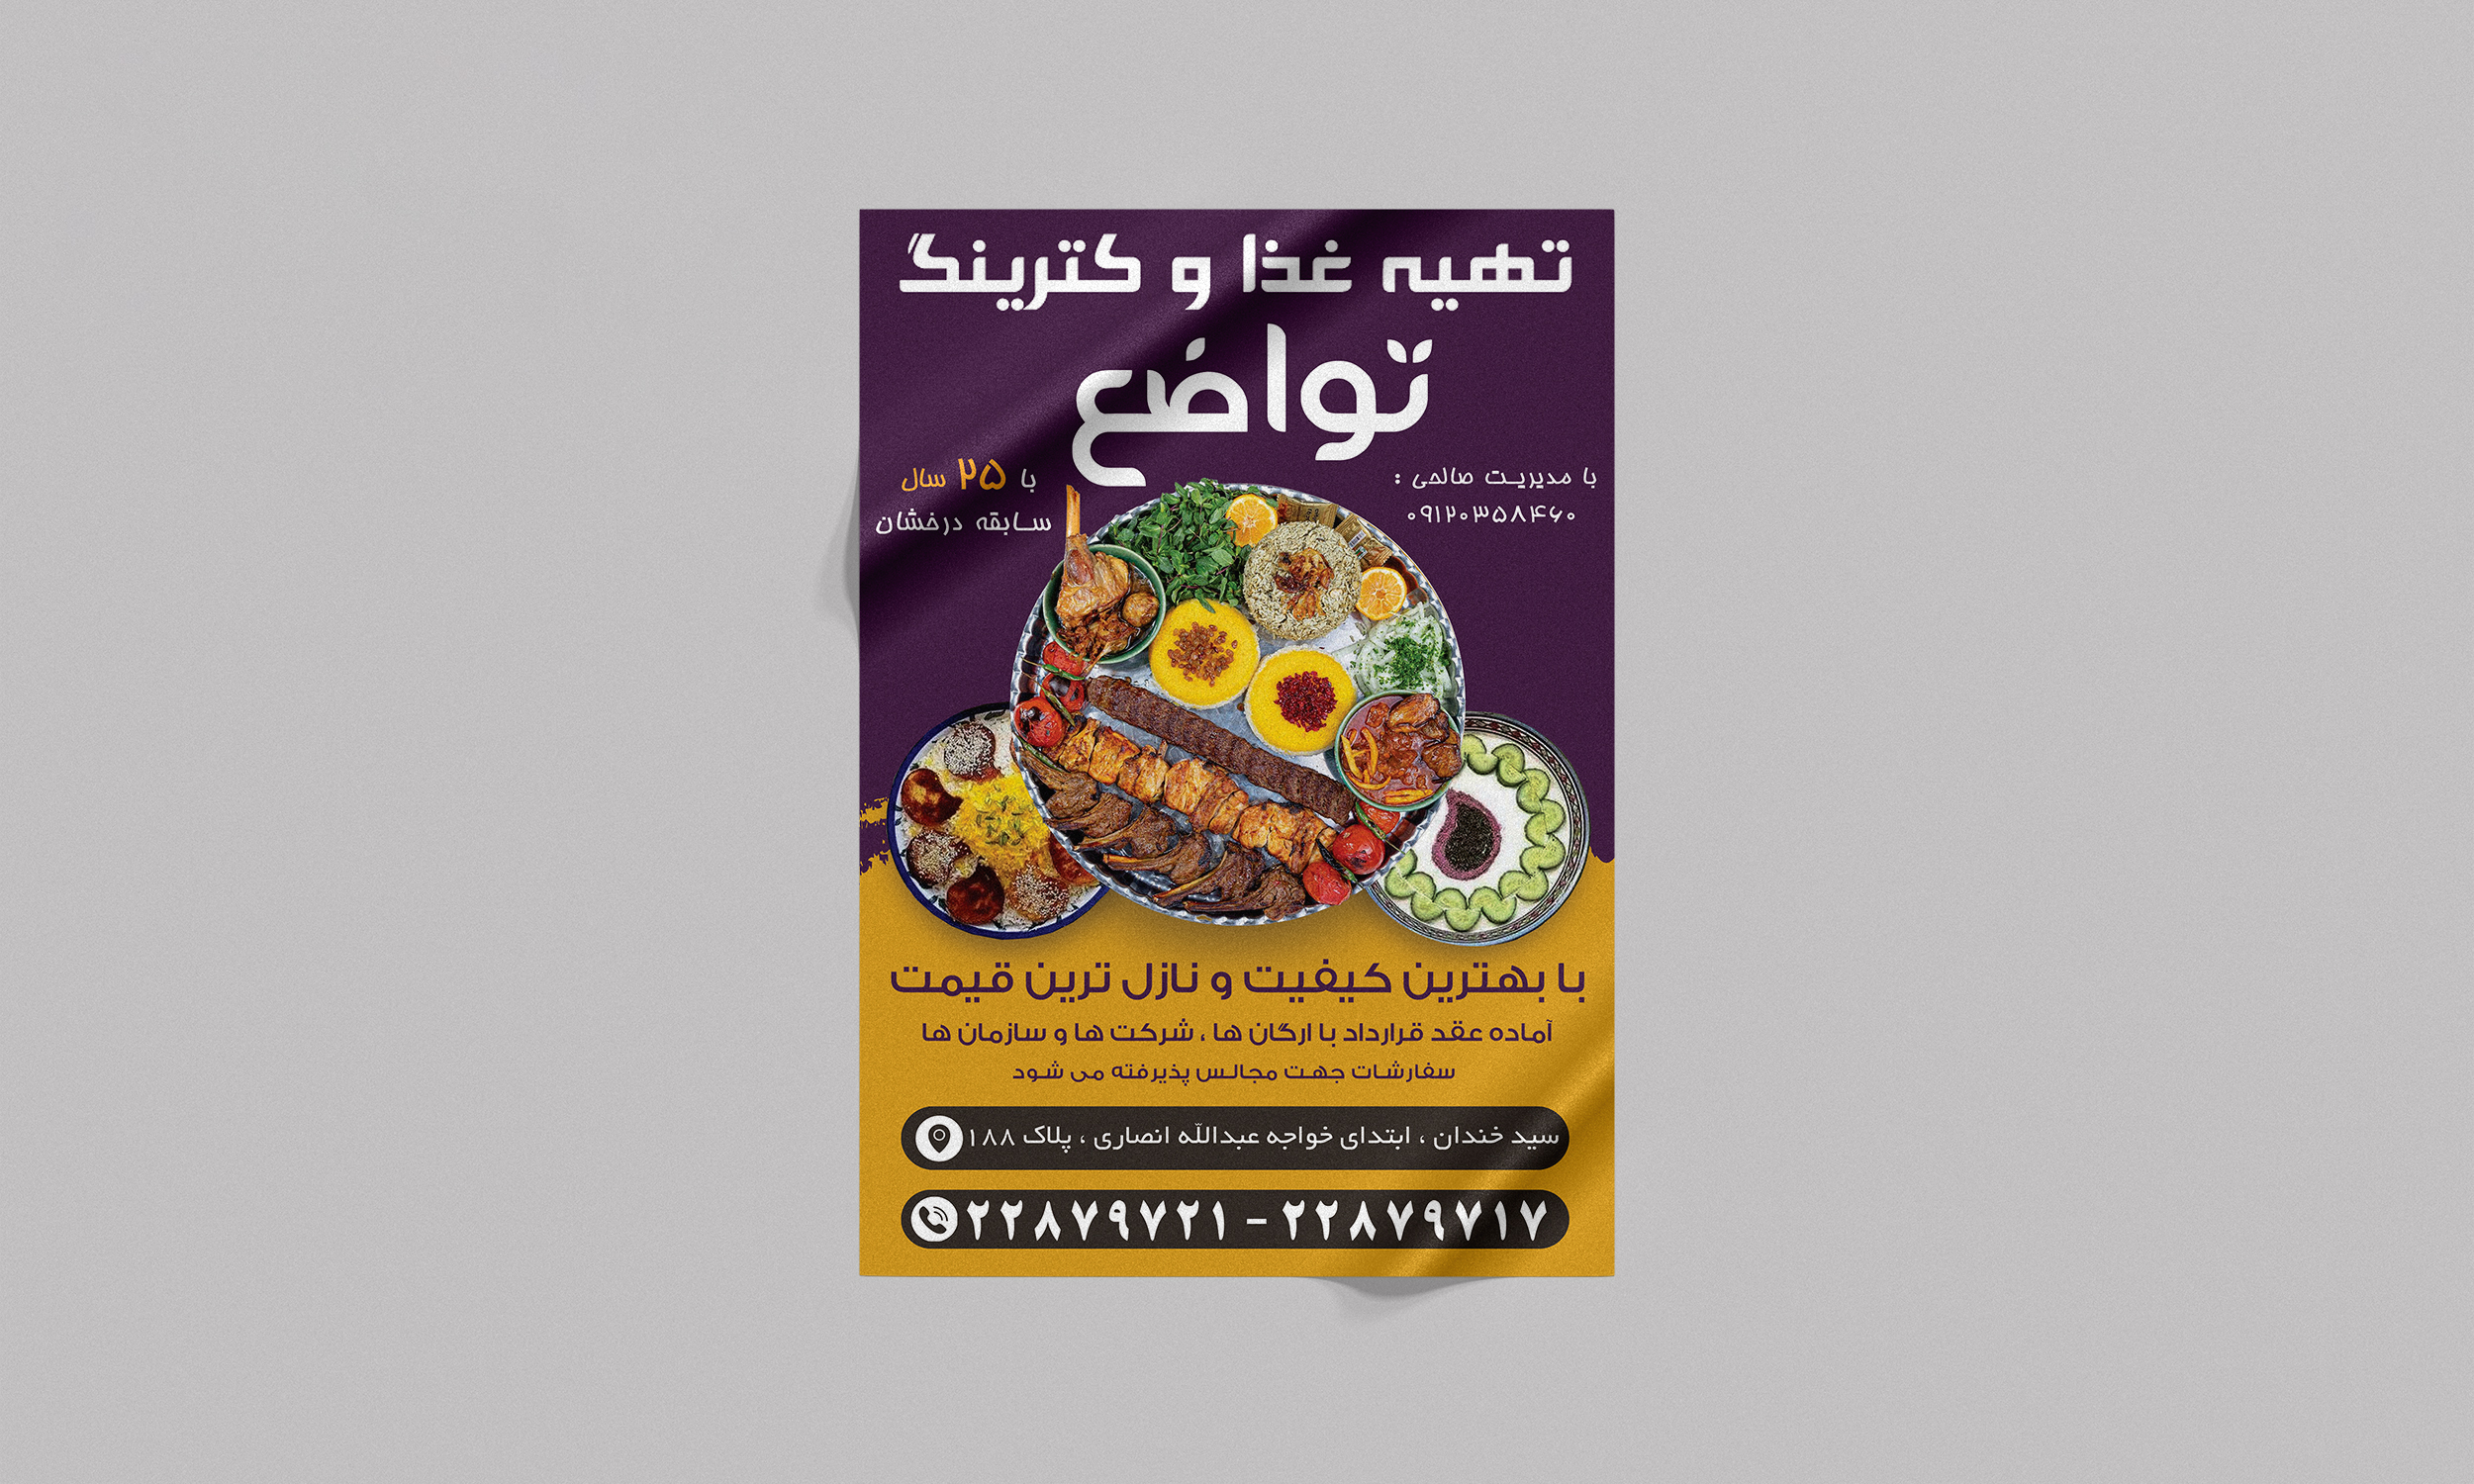 تهیه غذا و کترینگ
تواضع
با مدیریت صالحی :
۰۹۱۲۰۳۵۸۴۶۰
با ۲۵ سال
سابقه درخشان
با بهترین کیفیت و نازل ترین قیمت
آماده عقد قرارداد با ارگان ها ، شرکت ها و سازمان ها
سفارشات جهت مجالس پذیرفته می شود
سید خندان ، ابتدای خواجه عبدالله انصاری ، پلاک ۱۸۸
۲۲۸۷۹۷۲۱ - ۲۲۸۷۹۷۱۷